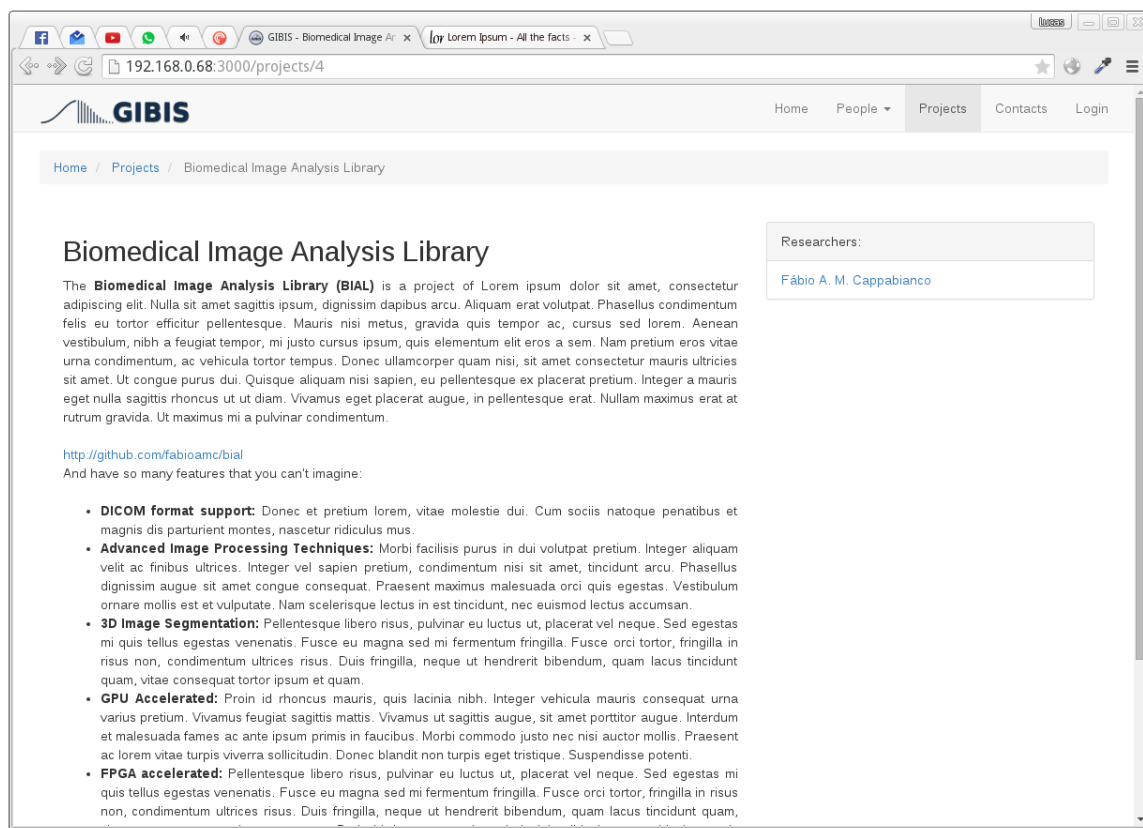 Lucas
GIBIS - Biomedical Image Ar
Lorem Ipsum - All the facts -
192.168.0.68:3000/projects/4
GIBIS
Home People Projects Contacts Login
Home / Projects / Biomedical Image Analysis Library
Biomedical Image Analysis Library
The Biomedical Image Analysis Library (BIAL) is a project of Lorem ipsum dolor sit amet, consectetur
adipiscing elit. Nulla sit amet sagittis ipsum, dignissim dapibus arcu. Aliquam erat volutpat. Phasellus condimentum
felis eu tortor efficitur pellentesque. Mauris nisi metus, gravida quis tempor ac, cursus sed lorem. Aenean
vestibulum, nibh a feugiat tempor, mi justo cursus ipsum, quis elementum elit eros a sem. Nam pretium eros vitae
urna condimentum, ac vehicula tortor tempus. Donec ullamcorper quam nisi, sit amet consectetur mauris ultricies
sit amet. Ut congue purus dui. Quisque aliquam nisi sapien, eu pellentesque ex placerat pretium. Integer a mauris
eget nulla sagittis rhoncus ut ut diam. Vivamus eget placerat augue, in pellentesque erat. Nullam maximus erat at
rutrum gravida. Ut maximus mi a pulvinar condimentum.
http://github.com/fabioamc/bial
And have so many features that you can't imagine:
• DICOM format support: Donec et pretium lorem, vitae molestie dui. Cum sociis natoque penatibus et
magnis dis parturient montes, nascetur ridiculus mus.
• Advanced Image Processing Techniques: Morbi facilisis purus in dui volutpat pretium. Integer aliquam
velit ac finibus ultrices. Integer vel sapien pretium, condimentum nisi sit amet, tincidunt arcu. Phasellus
dignissim augue sit amet congue consequat. Praesent maximus malesuada orci quis egestas. Vestibulum
ornare mollis est et vulputate. Nam scelerisque lectus in est tincidunt, nec euismod lectus accumsan.
• 3D Image Segmentation: Pellentesque libero risus, pulvinar eu luctus ut, placerat vel neque. Sed egestas
mi quis tellus egestas venenatis. Fusce eu magna sed mi fermentum fringilla. Fusce orci tortor, fringilla in
risus non, condimentum ultrices risus. Duis fringilla, neque ut hendrerit bibendum, quam lacus tincidunt
quam, vitae consequat tortor ipsum et quam.
• GPU Accelerated: Proin id rhoncus mauris, quis lacinia nibh. Integer vehicula mauris consequat urna
varius pretium. Vivamus feugiat sagittis mattis. Vivamus ut sagittis augue, sit amet porttitor augue. Interdum
et malesuada fames ac ante ipsum primis in faucibus. Morbi commodo justo nec nisi auctor mollis. Praesent
ac lorem vitae turpis viverra sollicitudin. Donec blandit non turpis eget tristique. Suspendisse potenti.
• FPGA accelerated: Pellentesque libero risus, pulvinar eu luctus ut, placerat vel neque. Sed egestas mi
quis tellus egestas venenatis. Fusce eu magna sed mi fermentum fringilla. Fusce orci tortor, fringilla in risus
non, condimentum ultrices risus. Duis fringilla, neque ut hendrerit bibendum, quam lacus tincidunt quam,
Researchers:
Fábio A. M. Cappabianco